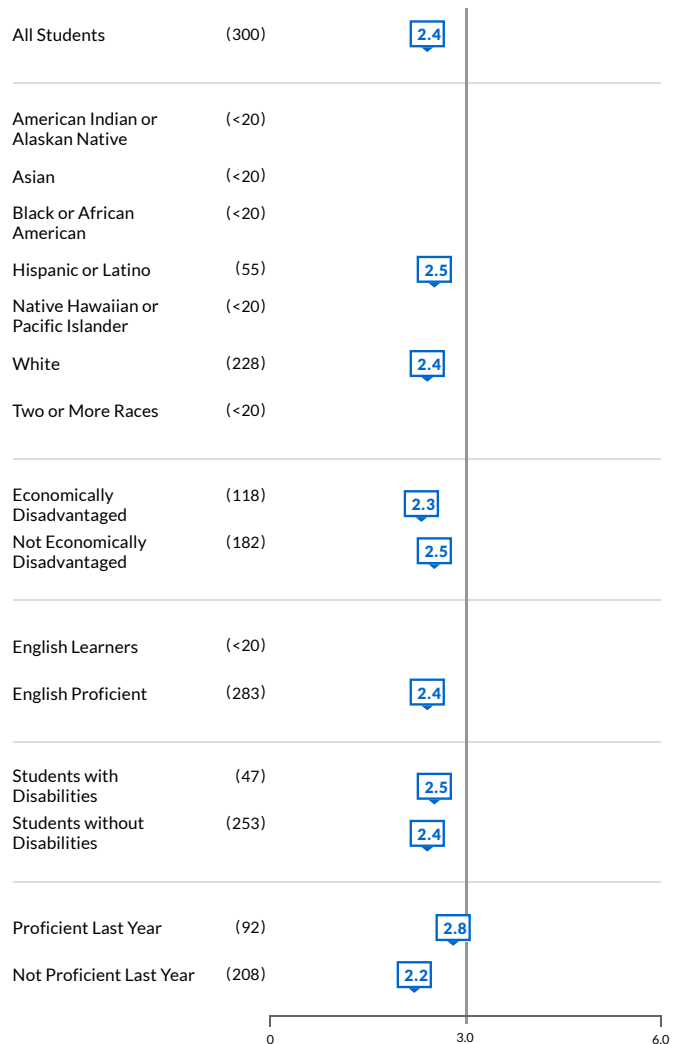 All Students (300) 2.4
American Indian or (<20)
Alaskan Native
Asian (<20)
Black or African (<20)
American
Hispanic or Latino (55) 2.5
Native Hawaiian or (<20)
Pacific Islander
White (228) 2.4
Two or More Races (<20)
Economically (118) 2.3
Disadvantaged
Not Economically (182) 2.5
Disadvantaged
English Learners (<20)
English Proficient (283) 2.4
Students with (47) 2.5
Disabilities
Students without (253) 2.4
Disabilities
Proficient Last Year (92) 2.8
Not Proficient Last Year (208) 2.2
0 3.0 6.0